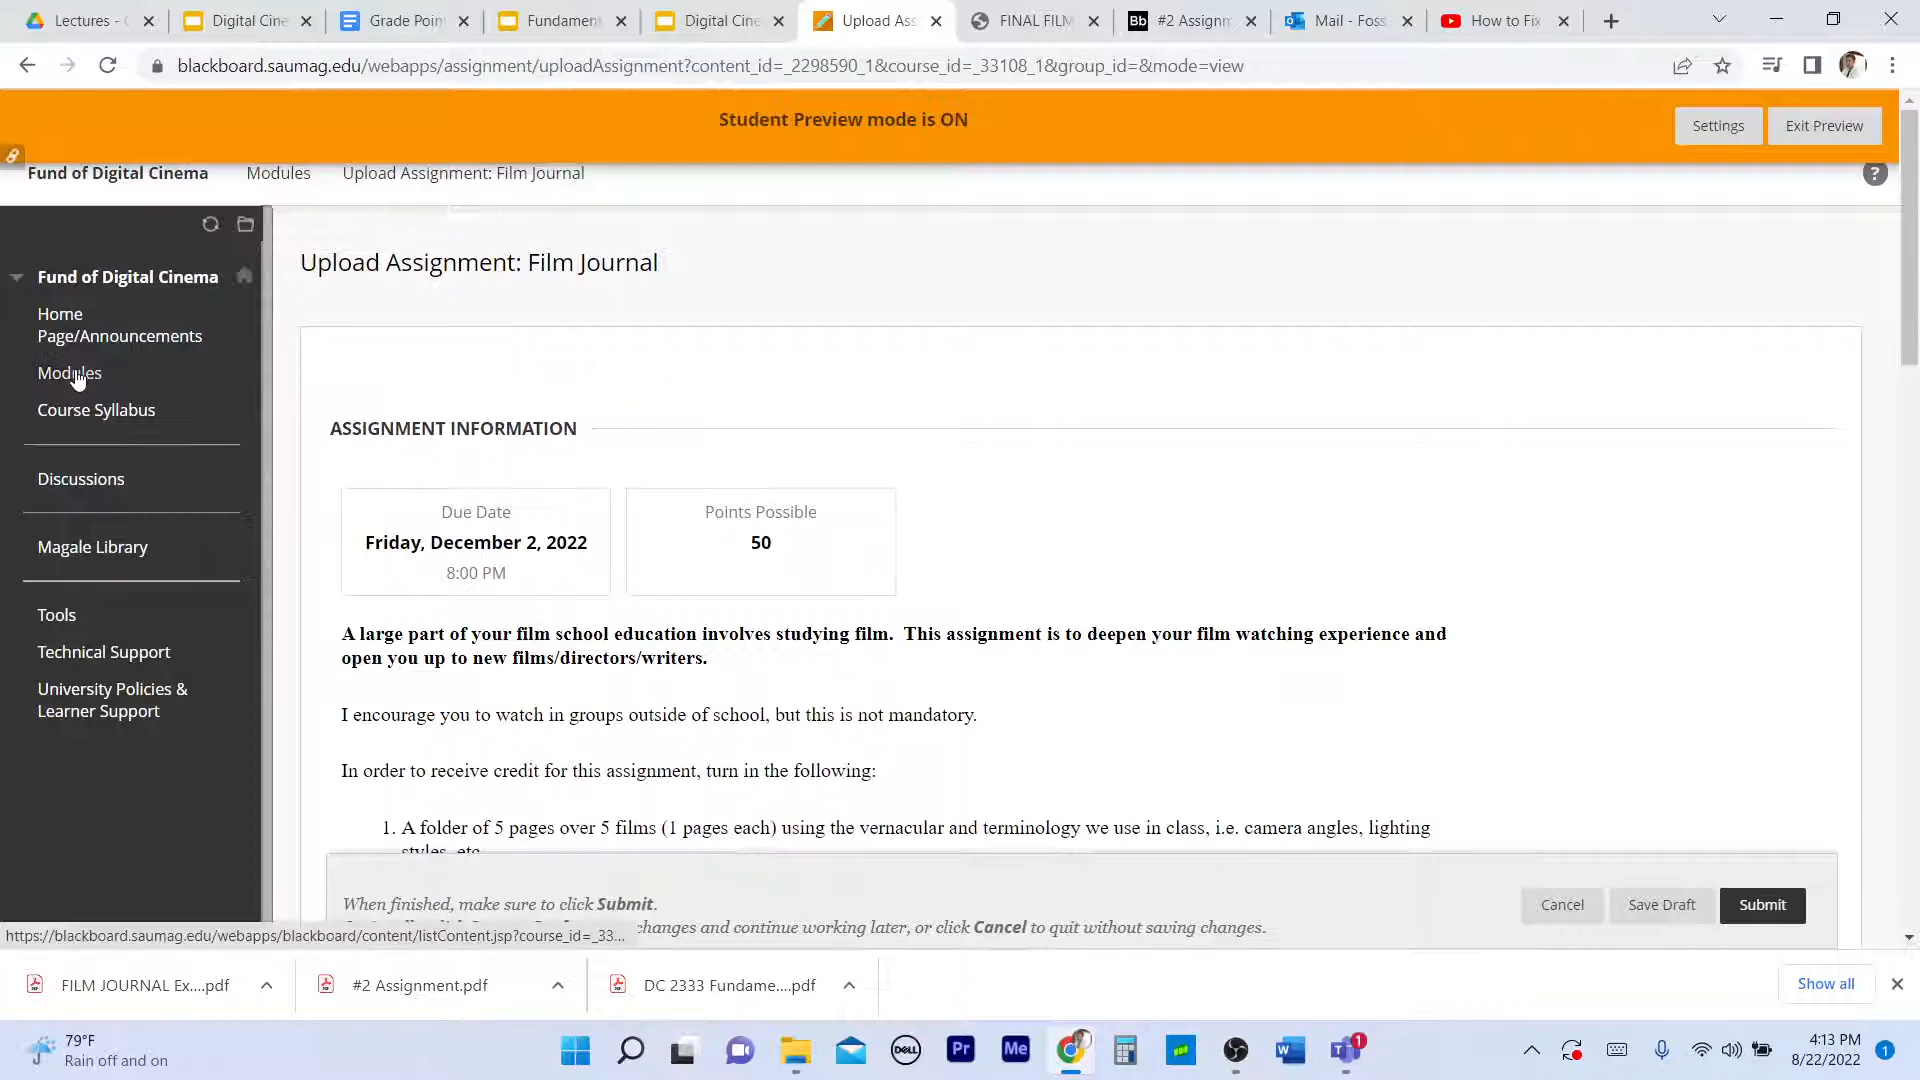 Lectures - G
Digital Cine
Grade Poin
Fundament
Digital Cine
Upload Ass
FINAL FILM
Bb
#2 Assignm
Mail - Foss
How to Fix
blackboard.saumag.edu/webapps/assignment/uploadAssignment?content_id=_2298590_1&course_id=_33108_1&group_id=&mode=view
Student Preview mode is ON
Settings
Exit Preview
Fund of Digital Cinema
Modules
Upload Assignment: Film Journal
?
Fund of Digital Cinema
Home
Page/Announcements
Modules
Course Syllabus
Discussions
Magale Library
Tools
Technical Support
University Policies &
Learner Support
Upload Assignment: Film Journal
ASSIGNMENT INFORMATION
Due Date
Friday, December 2, 2022
8:00 PM
Points Possible
50
A large part of your film school education involves studying film. This assignment is to deepen your film watching experience and
open you up to new films/directors/writers.
I encourage you to watch in groups outside of school, but this is not mandatory.
In order to receive credit for this assignment, turn in the following:
1. A folder of 5 pages over 5 films (1 pages each) using the vernacular and terminology we use in class, i.e. camera angles, lighting
styles, etc
When finished, make sure to click Submit.
changes and continue working later, or click Cancel to quit without saving changes.
Cancel
Save Draft
Submit
https://blackboard.saumag.edu/webapps/blackboard/content/listContent.jsp?course_id=_33...
FILM JOURNAL Ex....pdf
#2 Assignment.pdf
DC 2333 Fundame....pdf
Show all
79°F
Rain off and on
DELL
Pr
Me
W
T
1
4:13 PM
8/22/2022
1